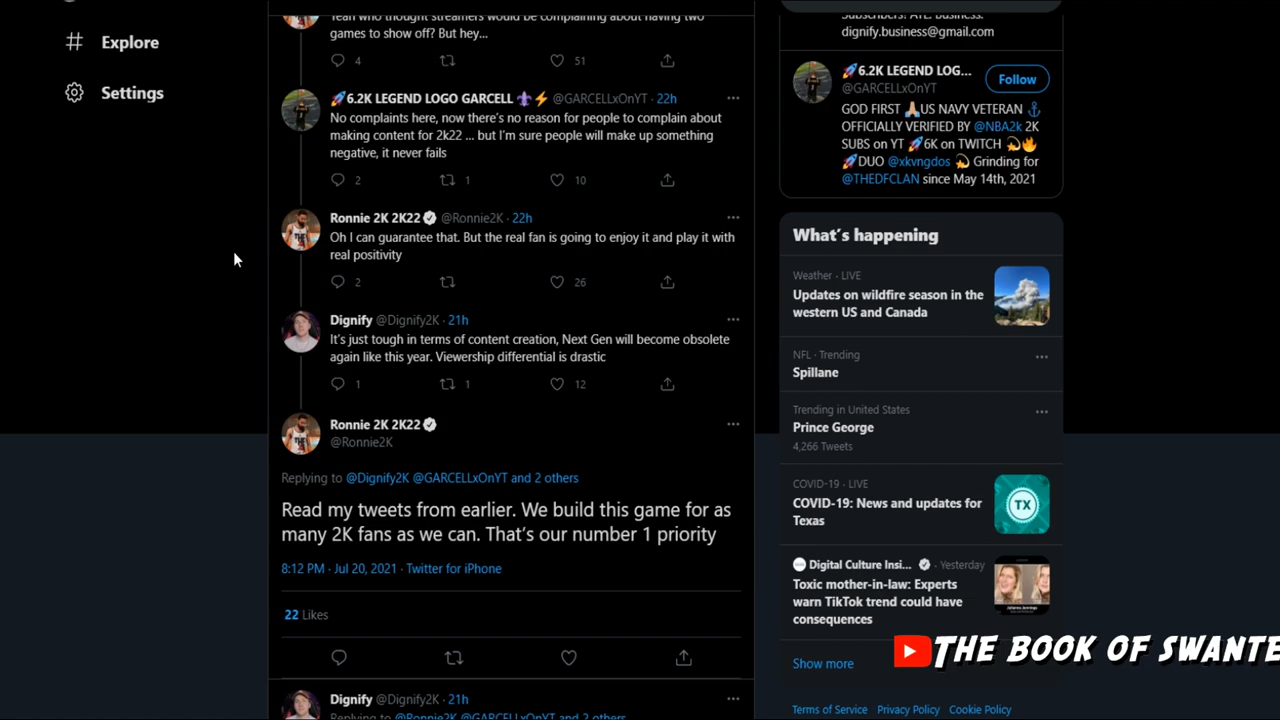 Explore
Settings
Yeah who thought streamers would be complaining about having two
games to show off? But hey...
4 51
🚀6.2K LEGEND LOGO GARCELL ⚜️⚡ @GARCELLxOnYT · 22h
No complaints here, now there's no reason for people to complain about
making content for 2k22 ... but I'm sure people will make up something
negative, it never fails
2 1 10
Ronnie 2K 2K22 @Ronnie2K · 22h
Oh I can guarantee that. But the real fan is going to enjoy it and play it with
real positivity
2 26
Dignify @Dignify2K · 21h
It's just tough in terms of content creation, Next Gen will become obsolete
again like this year. Viewership differential is drastic
1 1 12
Ronnie 2K 2K22
@Ronnie2K
Replying to @Dignify2K @GARCELLxOnYT and 2 others
Read my tweets from earlier. We build this game for as
many 2K fans as we can. That's our number 1 priority
8:12 PM · Jul 20, 2021 · Twitter for iPhone
22 Likes
Dignify @Dignify2K · 21h
Replying to @Ronnie2K @GARCELLxOnYT and 2 others
Subscribers! ATL. Business:
dignify.business@gmail.com
🚀6.2K LEGEND LOG...
@GARCELLxOnYT
Follow
GOD FIRST 🙏🏼US NAVY VETERAN ⚓
OFFICIALLY VERIFIED BY @NBA2k 2K
SUBS on YT 🚀6K on TWITCH 💫🔥
🚀DUO @xkvngdos 💫 Grinding for
@THEDFCLAN since May 14th, 2021
What's happening
Weather · LIVE
Updates on wildfire season in the
western US and Canada
NFL · Trending
Spillane
Trending in United States
Prince George
4,266 Tweets
COVID-19 · LIVE
COVID-19: News and updates for
Texas
TX
Digital Culture Insi... · Yesterday
Toxic mother-in-law: Experts
warn TikTok trend could have
consequences
Show more
THE BOOK OF SWANTE
Terms of Service Privacy Policy Cookie Policy